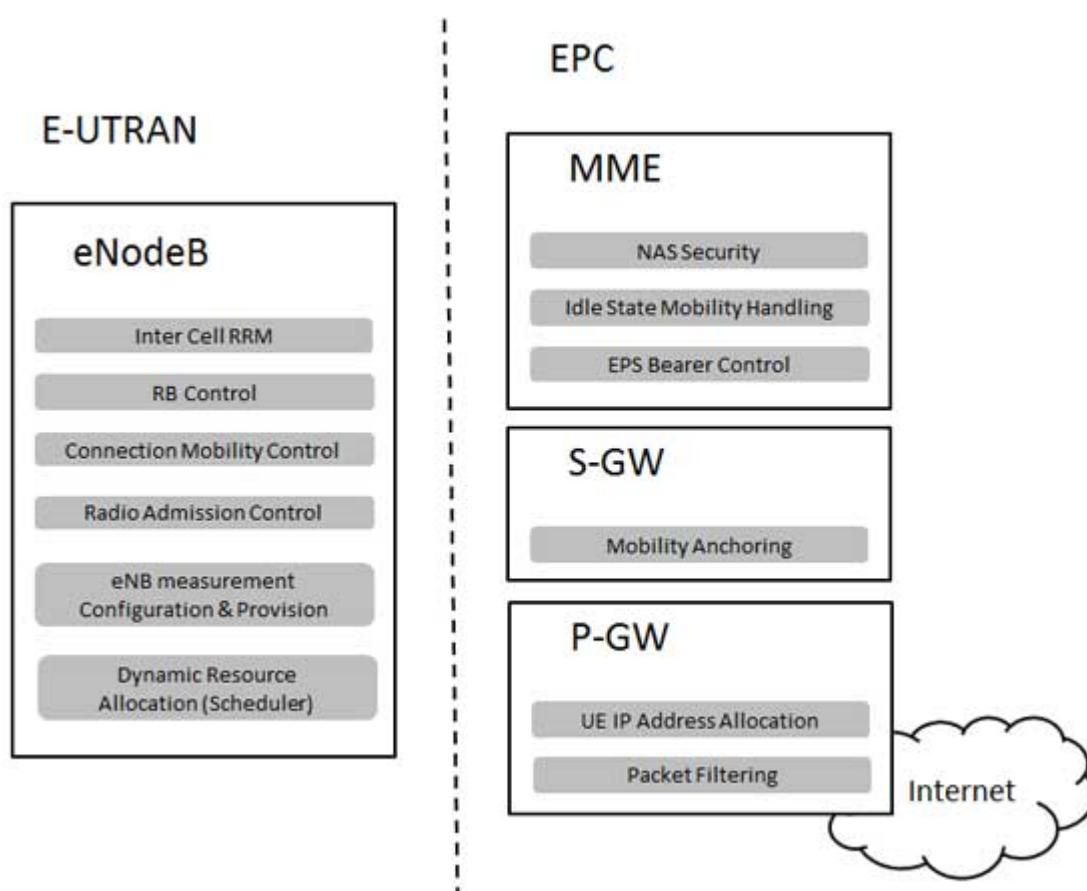 E-UTRAN
eNodeB
Inter Cell RRM
RB Control
Connection Mobility Control
Radio Admission Control
eNB measurement
Configuration & Provision
Dynamic Resource
Allocation (Scheduler)
EPC
MME
NAS Security
Idle State Mobility Handling
EPS Bearer Control
S-GW
Mobility Anchoring
P-GW
UE IP Address Allocation
Packet Filtering
Internet